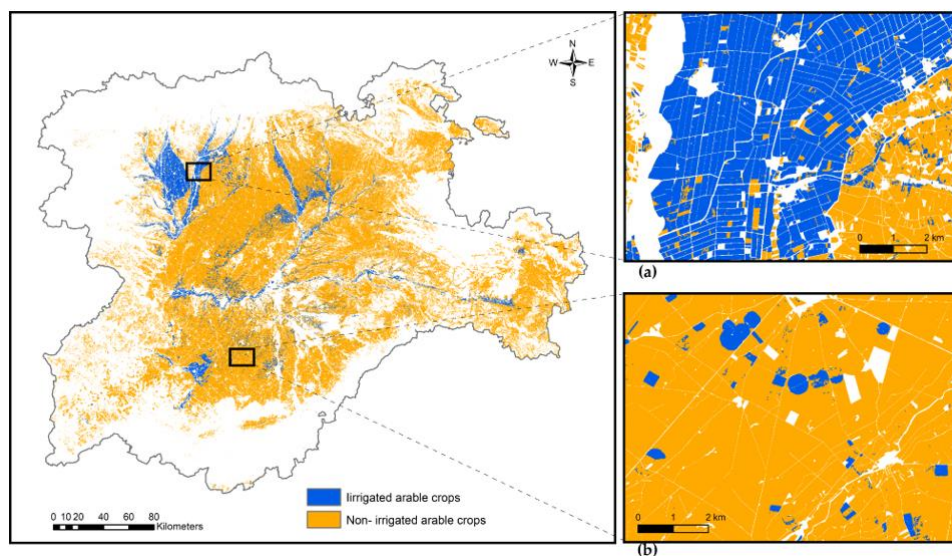 N
W E
S
Iirrigated arable crops
Non- irrigated arable crops
0 10 20 40 60 80
Kilometers
0 1 2 km
(a)
0 1 2 km
(b)